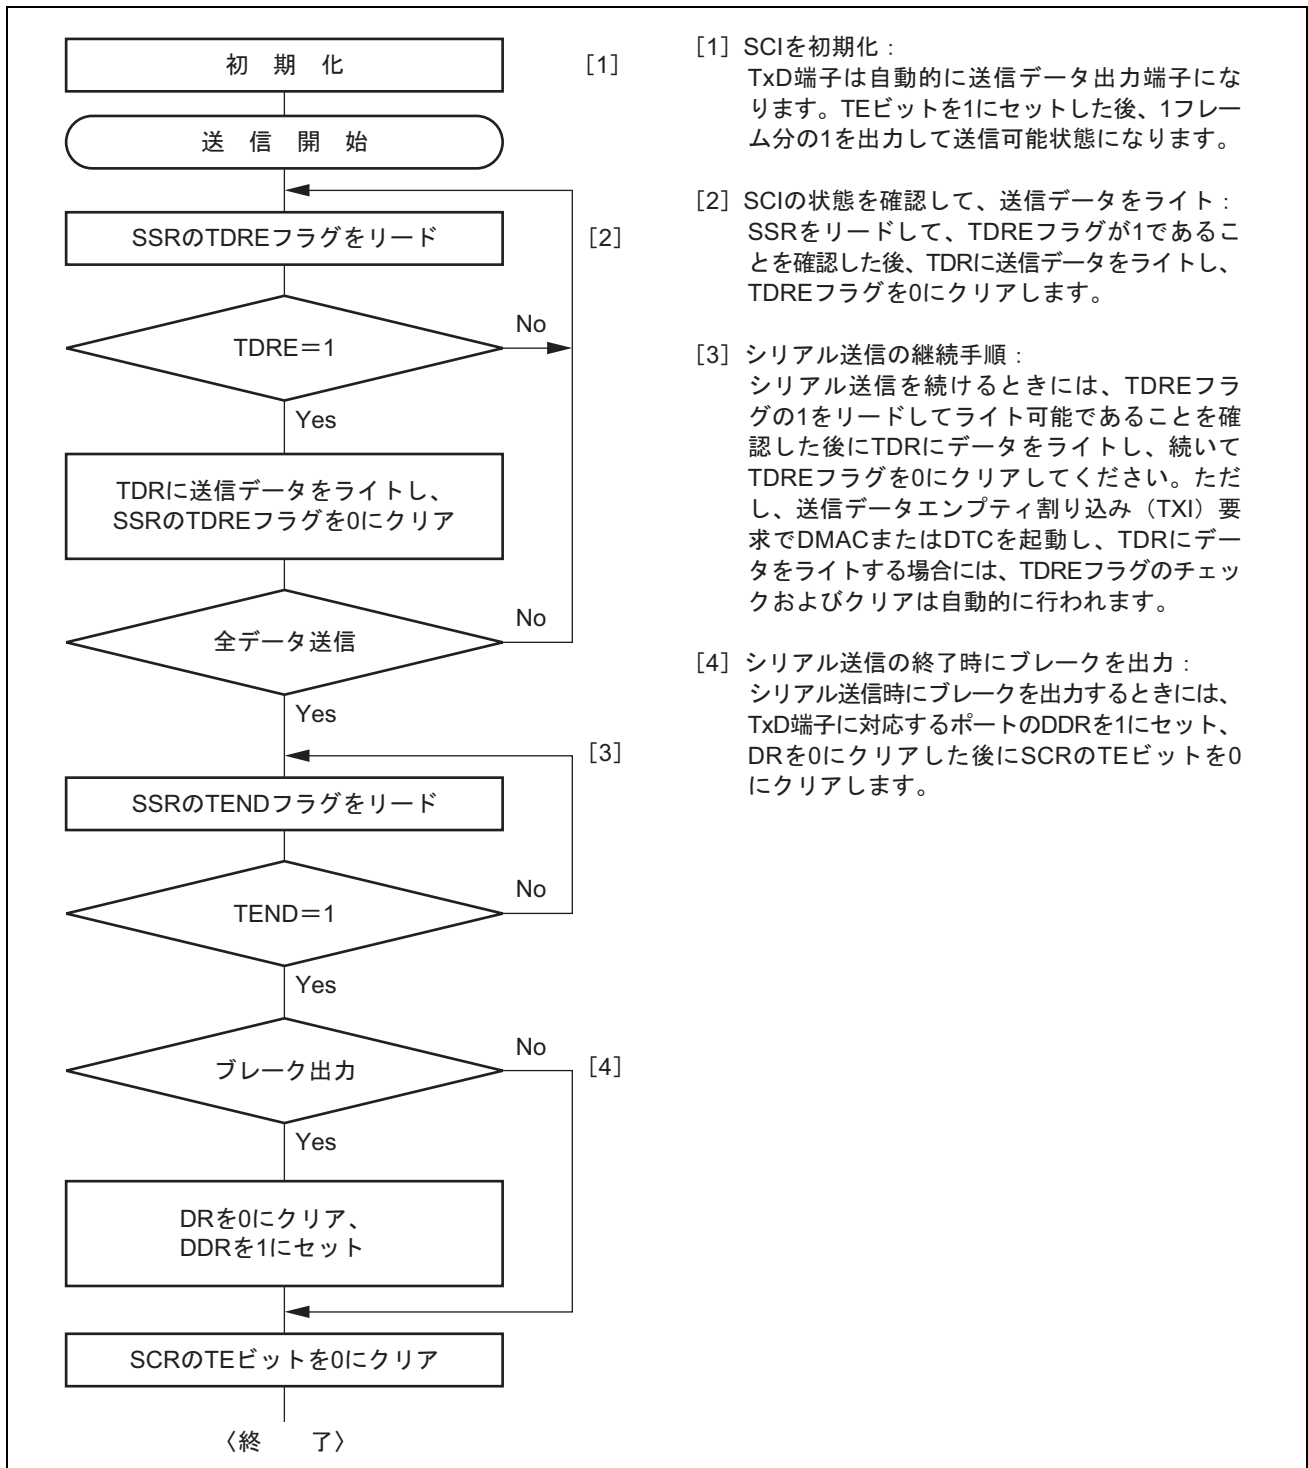 初 期 化
[1]
送 信 開 始
SSRのTDREフラグをリード
[2]
TDRE=1
No
Yes
TDRに送信データをライトし、
SSRのTDREフラグを0にクリア
全データ送信
No
Yes
[3]
SSRのTENDフラグをリード
TEND=1
No
Yes
ブレーク出力
No
[4]
Yes
DRを0にクリア、
DDRを1にセット
SCRのTEビットを0にクリア
〈終 了〉
[1] SCIを初期化：
TxD端子は自動的に送信データ出力端子にな
ります。TEビットを1にセットした後、1フレー
ム分の1を出力して送信可能状態になります。
[2] SCIの状態を確認して、送信データをライト：
SSRをリードして、TDREフラグが1であるこ
とを確認した後、TDRに送信データをライトし、
TDREフラグを0にクリアします。
[3] シリアル送信の継続手順：
シリアル送信を続けるときには、TDREフラ
グの1をリードしてライト可能であることを確
認した後にTDRにデータをライトし、続いて
TDREフラグを0にクリアしてください。ただ
し、送信データエンプティ割り込み（TXI）要
求でDMACまたはDTCを起動し、TDRにデー
タをライトする場合には、TDREフラグのチェッ
クおよびクリアは自動的に行われます。
[4] シリアル送信の終了時にブレークを出力：
シリアル送信時にブレークを出力するときには、
TxD端子に対応するポートのDDRを1にセット、
DRを0にクリアした後にSCRのTEビットを0
にクリアします。